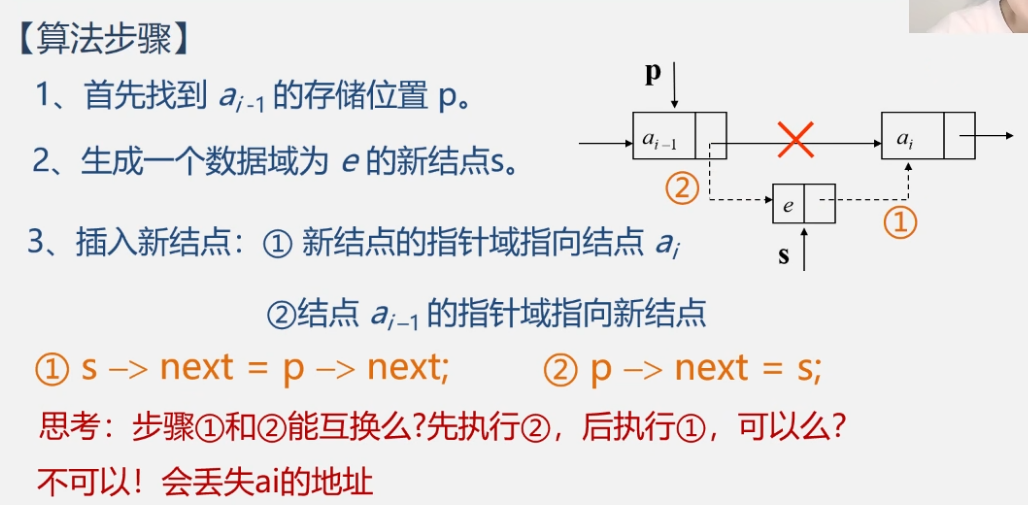 【算法步骤】
1、首先找到 aᵢ₋₁ 的存储位置 p。
2、生成一个数据域为 e 的新结点s。
3、插入新结点：① 新结点的指针域指向结点 aᵢ
②结点 aᵢ₋₁ 的指针域指向新结点
① s –> next = p –> next; ② p –> next = s;
思考：步骤①和②能互换么?先执行②，后执行①，可以么?
不可以！会丢失ai的地址
p
aᵢ₋₁
aᵢ
②
e
①
s